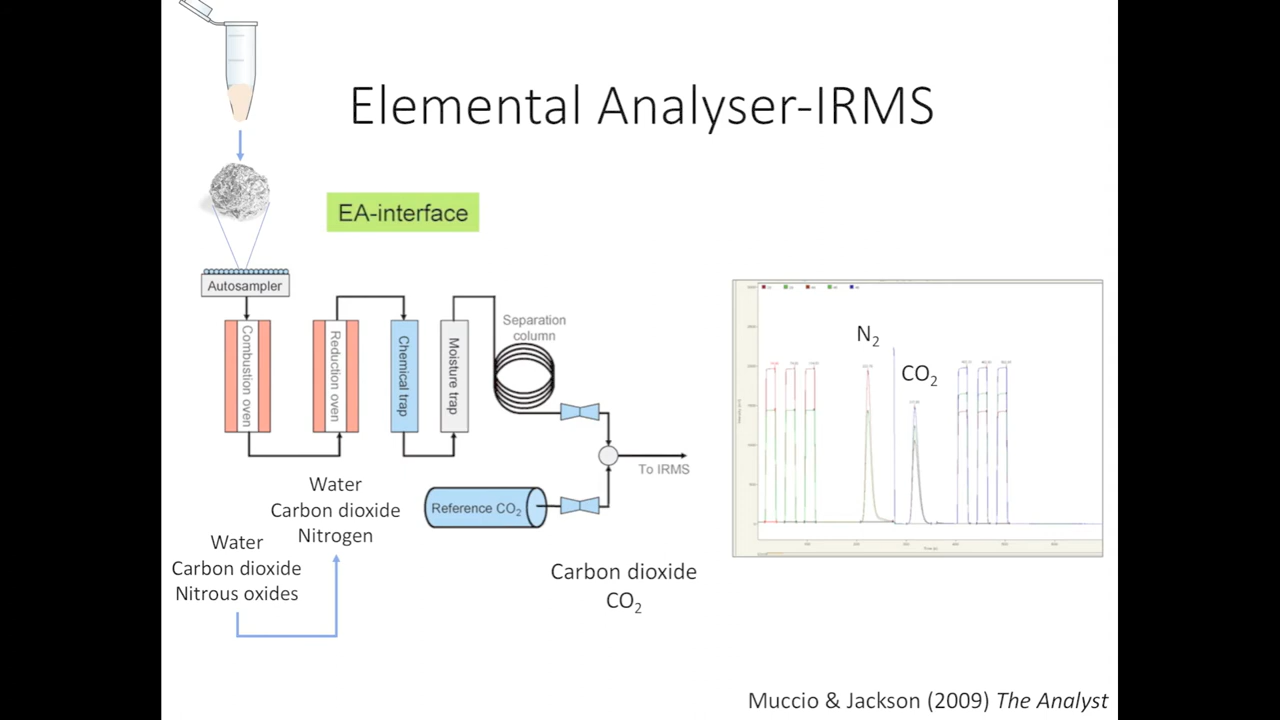 Elemental Analyser-IRMS
EA-interface
Autosampler
Combustion oven
Reduction oven
Chemical trap
Moisture trap
Separation
column
To IRMS
Reference CO₂
Water
Carbon dioxide
Nitrogen
Water
Carbon dioxide
Nitrous oxides
Carbon dioxide
CO₂
N₂
CO₂
Muccio & Jackson (2009) The Analyst